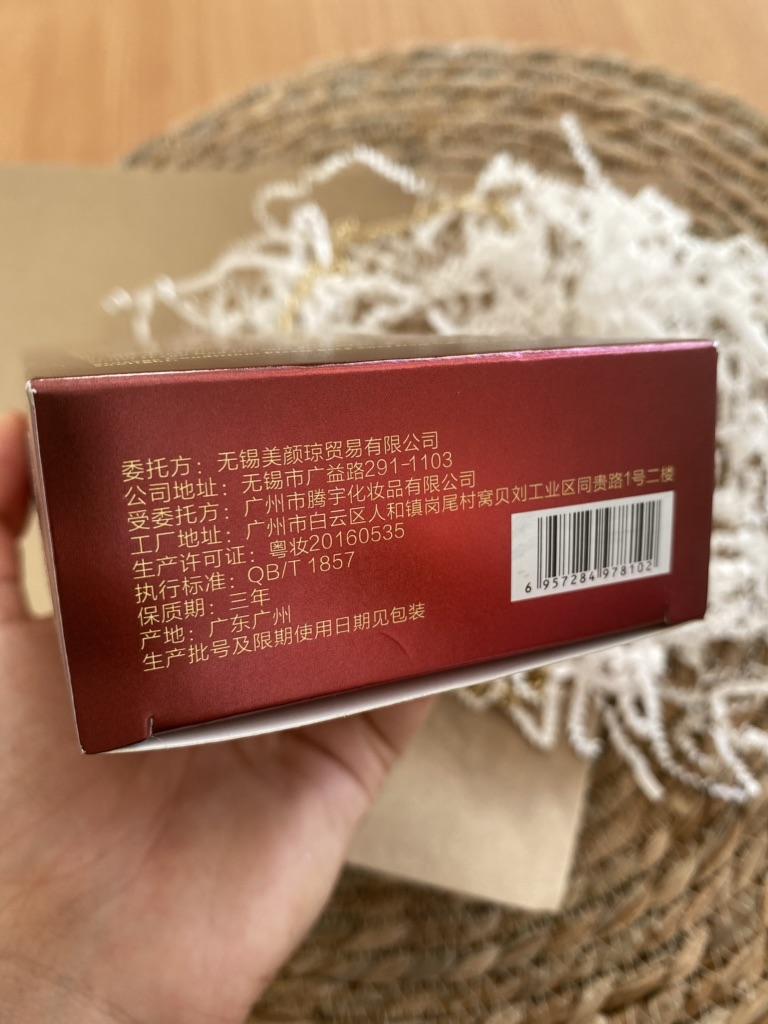 委托方：无锡美颜琼贸易有限公司
公司地址：无锡市广益路291-1103
受委托方：广州市腾宇化妆品有限公司
工厂地址：广州市白云区人和镇岗尾村窝贝刘工业区同贵路1号二楼
生产许可证：粤妆20160535
执行标准：QB/T 1857
保质期：三年
产地：广东广州
生产批号及限期使用日期见包装
6 957284 978102